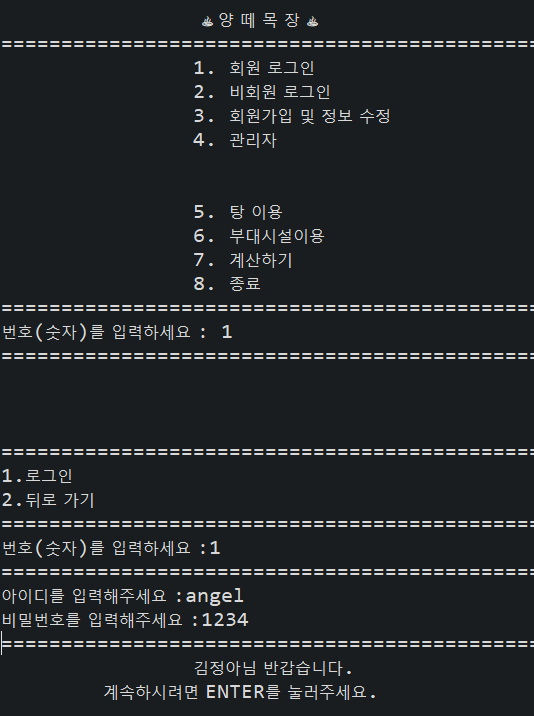 ♨ 양 떼 목 장 ♨
=============================================
1. 회원 로그인
2. 비회원 로그인
3. 회원가입 및 정보 수정
4. 관리자
5. 탕 이용
6. 부대시설이용
7. 계산하기
8. 종료
=============================================
번호(숫자)를 입력하세요 : 1
=============================================
=============================================
1.로그인
2.뒤로 가기
=============================================
번호(숫자)를 입력하세요 :1
=============================================
아이디를 입력해주세요 :angel
비밀번호를 입력해주세요 :1234
=============================================
김정아님 반갑습니다.
계속하시려면 ENTER를 눌러주세요.